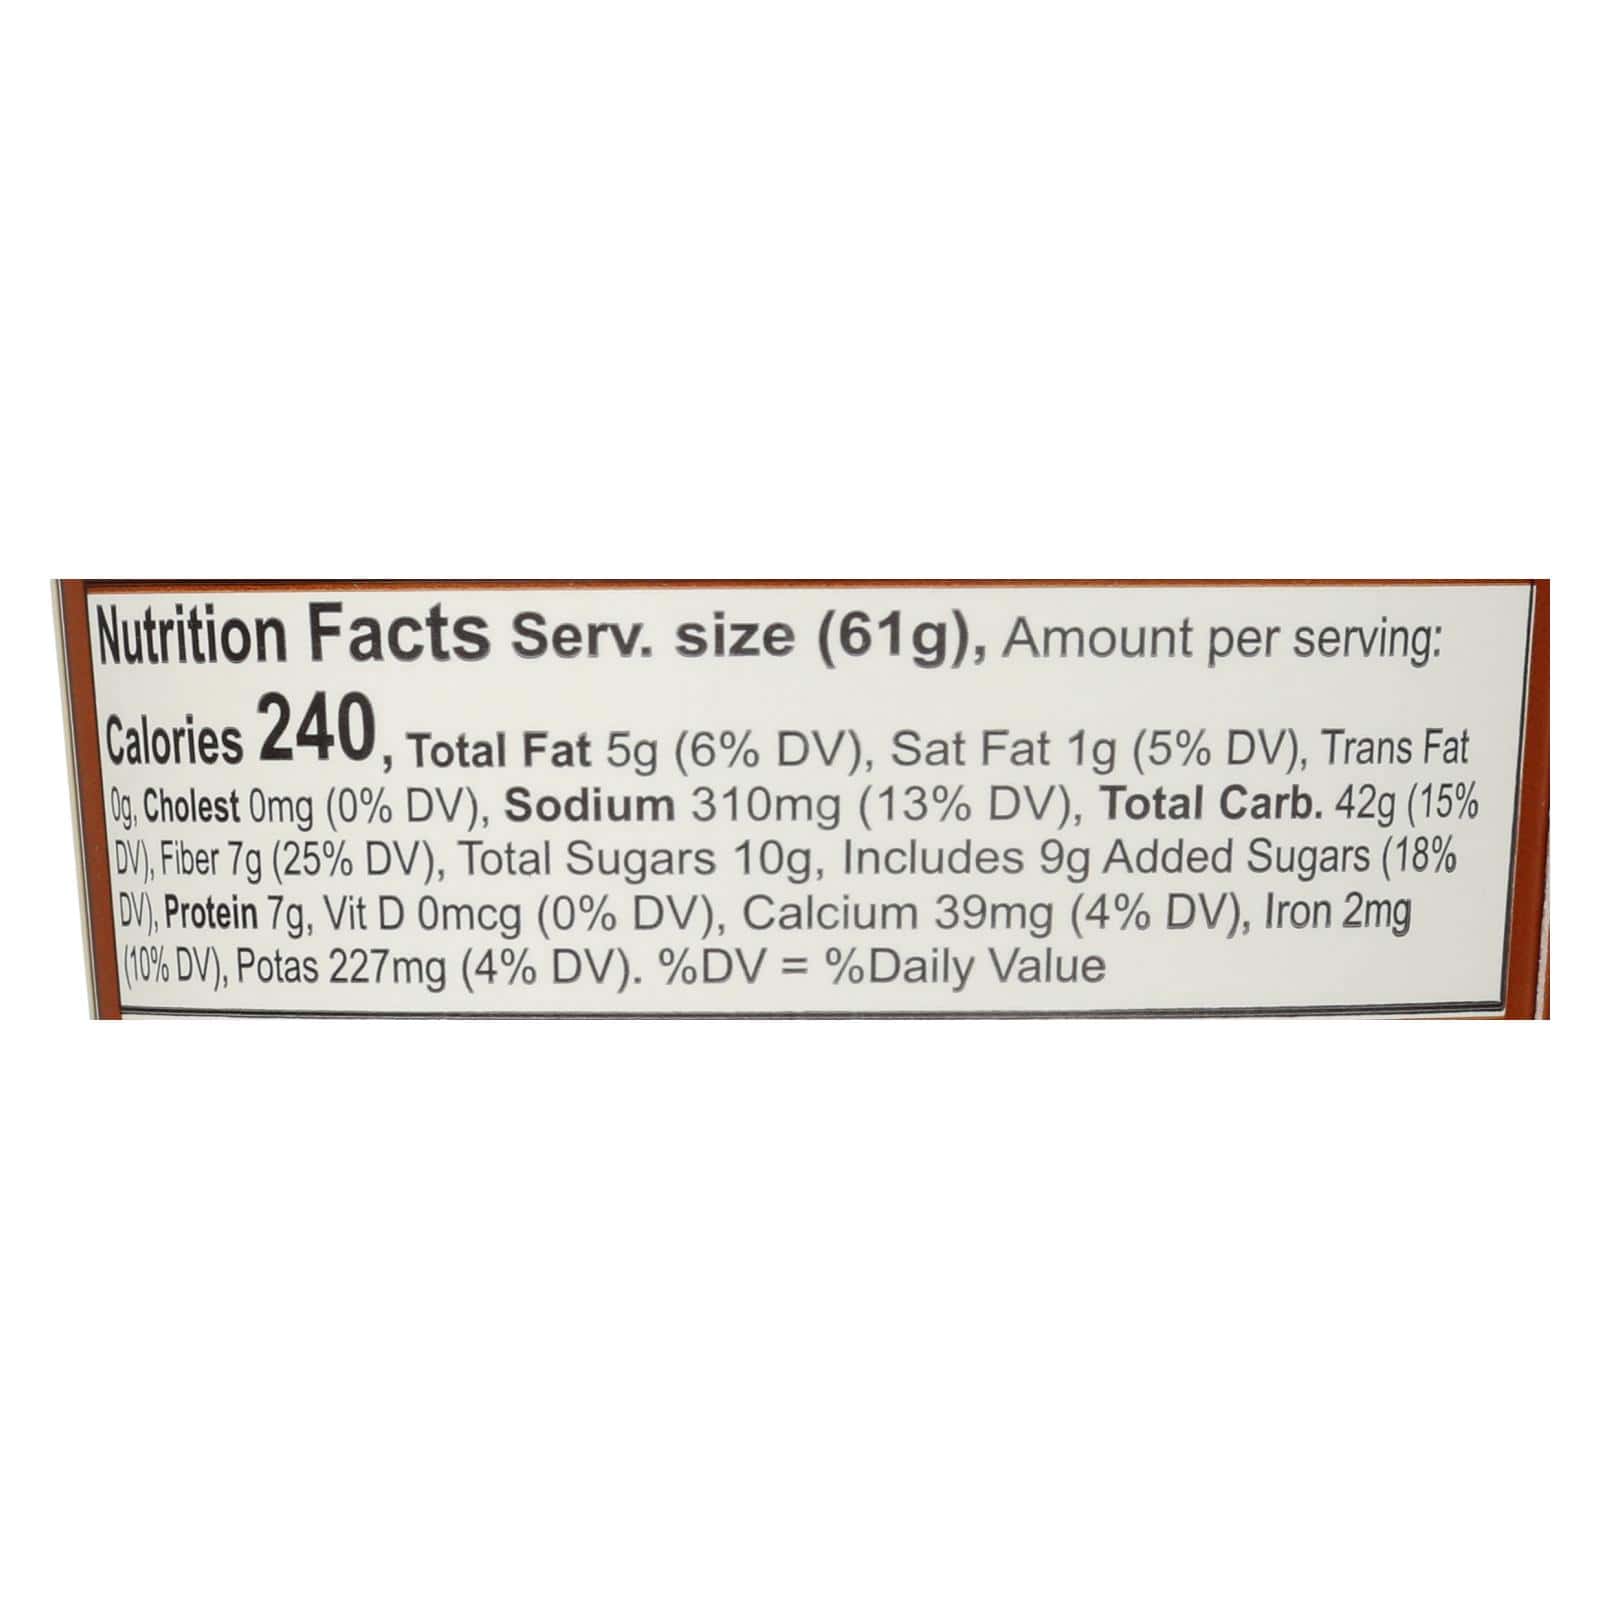 Nutrition Facts Serv. size (61g), Amount per serving:
Calories 240, Total Fat 5g (6% DV), Sat Fat 1g (5% DV), Trans Fat
0g, Cholest 0mg (0% DV), Sodium 310mg (13% DV), Total Carb. 42g (15%
DV), Fiber 7g (25% DV), Total Sugars 10g, Includes 9g Added Sugars (18%
DV), Protein 7g, Vit D 0mcg (0% DV), Calcium 39mg (4% DV), Iron 2mg
(10% DV), Potas 227mg (4% DV). %DV = %Daily Value